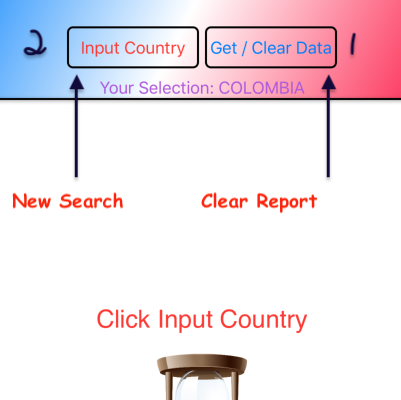 2 Input Country Get / Clear Data 1
Your Selection: COLOMBIA
New Search Clear Report
Click Input Country